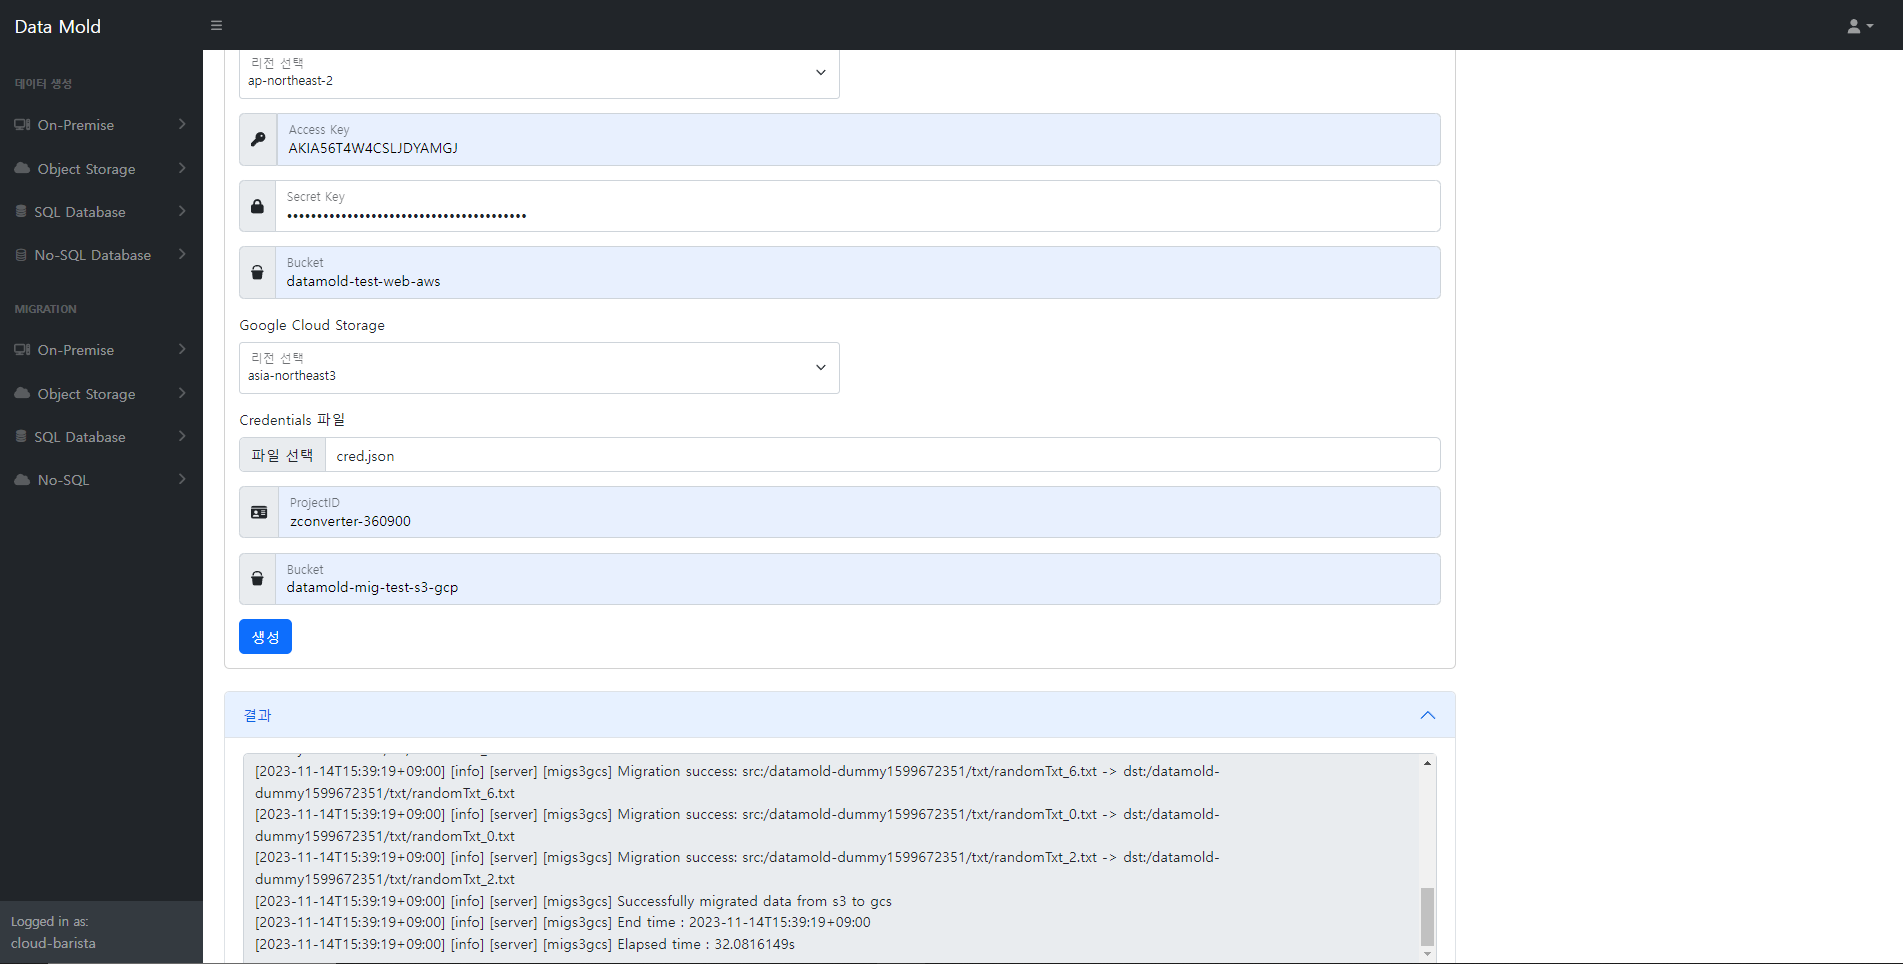 Data Mold
데이터 생성
On-Premise
Object Storage
SQL Database
No-SQL Database
MIGRATION
On-Premise
Object Storage
SQL Database
No-SQL
Logged in as:
cloud-barista
리전 선택
ap-northeast-2
Access Key
AKIA56T4W4CSLJDYAMGJ
Secret Key
••••••••••••••••••••••••••••••••••••••••
Bucket
datamold-test-web-aws
Google Cloud Storage
리전 선택
asia-northeast3
Credentials 파일
파일 선택 cred.json
ProjectID
zconverter-360900
Bucket
datamold-mig-test-s3-gcp
생성
결과
[2023-11-14T15:39:19+09:00] [info] [server] [migs3gcs] Migration success: src:/datamold-dummy1599672351/txt/randomTxt_6.txt -> dst:/datamold-
dummy1599672351/txt/randomTxt_6.txt
[2023-11-14T15:39:19+09:00] [info] [server] [migs3gcs] Migration success: src:/datamold-dummy1599672351/txt/randomTxt_0.txt -> dst:/datamold-
dummy1599672351/txt/randomTxt_0.txt
[2023-11-14T15:39:19+09:00] [info] [server] [migs3gcs] Migration success: src:/datamold-dummy1599672351/txt/randomTxt_2.txt -> dst:/datamold-
dummy1599672351/txt/randomTxt_2.txt
[2023-11-14T15:39:19+09:00] [info] [server] [migs3gcs] Successfully migrated data from s3 to gcs
[2023-11-14T15:39:19+09:00] [info] [server] [migs3gcs] End time : 2023-11-14T15:39:19+09:00
[2023-11-14T15:39:19+09:00] [info] [server] [migs3gcs] Elapsed time : 32.0816149s